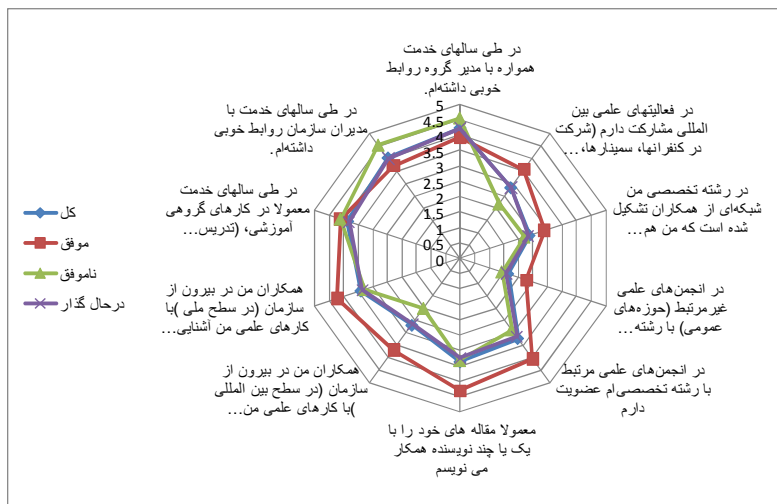 در طی سالهای خدمت
همواره با مدیر گروه روابط
خوبی داشته‌ام.
در فعالیتهای علمی بین
المللی مشارکت دارم (شرکت
در کنفرانها، سمینارها، ...
در رشته تخصصی من
شبکه‌ای از همکاران تشکیل
شده است که من هم ...
در انجمن‌های علمی
غیرمرتبط (حوزه‌های
عمومی) با رشته ...
در انجمن‌های علمی مرتبط
با رشته تخصصی‌ام عضویت
دارم
معمولا مقاله های خود را با
یک یا چند نویسنده همکار
می نویسم
همکاران من در بیرون از
سازمان (در سطح بین المللی
)با کارهای علمی من ...
همکاران من در بیرون از
سازمان (در سطح ملی )با
کارهای علمی من آشنایی ...
در طی سالهای خدمت
معمولا در کارهای گروهی
آموزشی، (تدریس ...
در طی سالهای خدمت با
مدیران سازمان روابط خوبی
داشته‌ام.
5
4.5
4
3.5
3
2.5
2
1.5
1
0.5
0
کل
موفق
ناموفق
درحال گذار